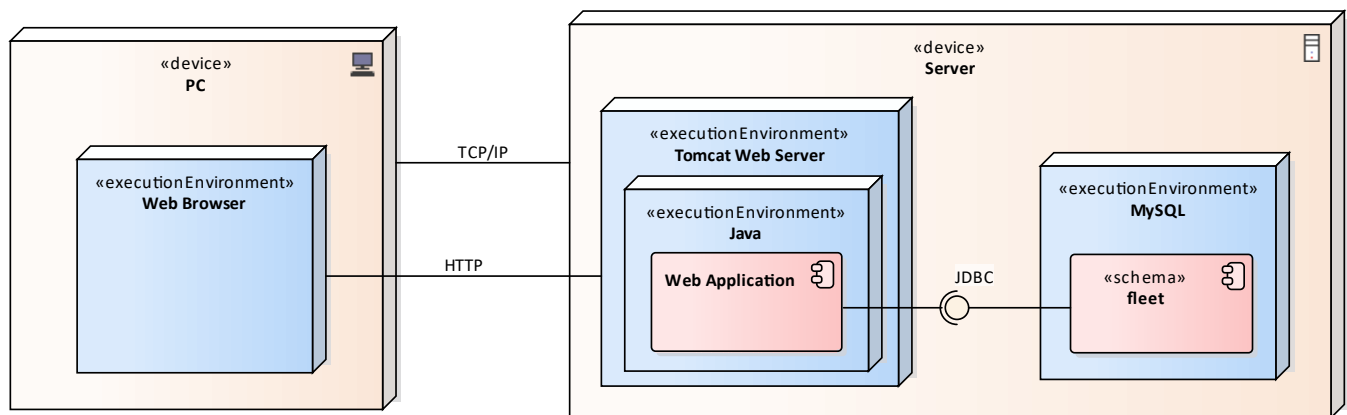 «device»
PC
«executionEnvironment»
Web Browser
TCP/IP
HTTP
«device»
Server
«executionEnvironment»
Tomcat Web Server
«executionEnvironment»
Java
Web Application
JDBC
«executionEnvironment»
MySQL
«schema»
fleet